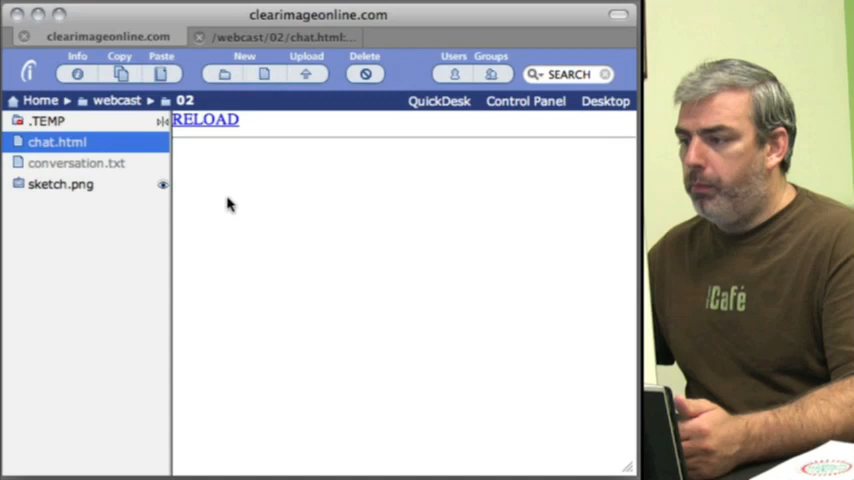 clearimageonline.com
clearimageonline.com /webcast/02/chat.html:...
Info Copy Paste New Upload Delete Users Groups
SEARCH
Home webcast 02 QuickDesk Control Panel Desktop
.TEMP
RELOAD
chat.html
conversation.txt
sketch.png
Café